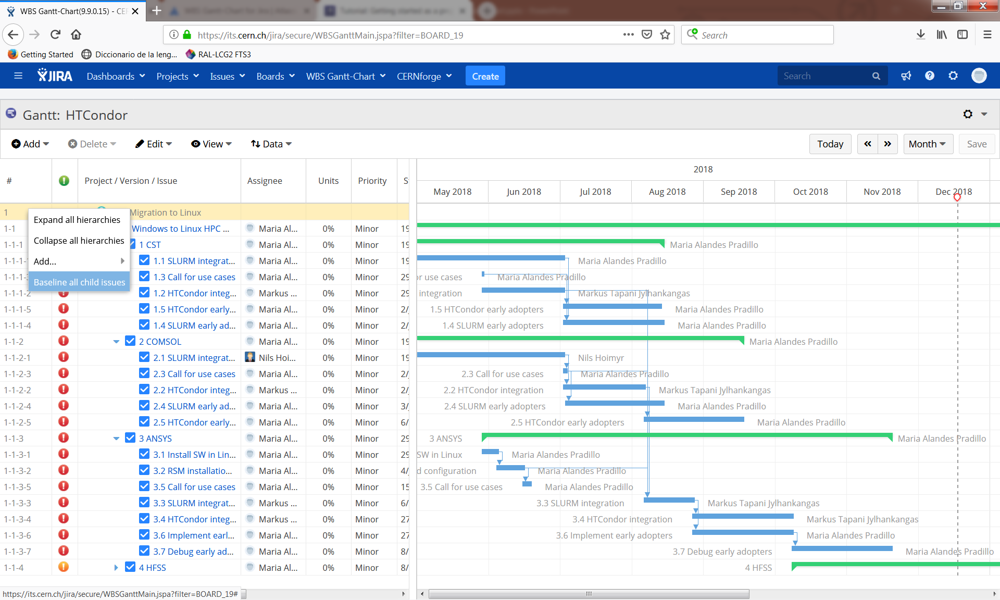 WBS Gantt-Chart(9.9.0.15) - CEF
https://its.cern.ch/jira/secure/WBSGanttMain.jspa?filter=BOARD_19
Search
Getting Started
Diccionario de la leng...
RAL-LCG2 FTS3
JIRA
Dashboards
Projects
Issues
Boards
WBS Gantt-Chart
CERNforge
Create
Search
Gantt: HTCondor
Add
Delete
Edit
View
Data
Today
Month
Save
# Project / Version / Issue Assignee Units Priority
2018
May 2018 Jun 2018 Jul 2018 Aug 2018 Sep 2018 Oct 2018 Nov 2018 Dec 2018
1 Migration to Linux
Expand all hierarchies
Collapse all hierarchies
Add...
Baseline all child issues
1-1 Windows to Linux HPC ... Maria Al... 0% Minor 19
1-1-1 1 CST Maria Al... 0% Minor 19 Maria Alandes Pradillo
1-1-1- 1.1 SLURM integrat... Maria Al... 0% Minor 19 Maria Alandes Pradillo
1-1-1- 1.3 Call for use cases Maria Al... 0% Minor 29 or use cases Maria Alandes Pradillo
1-1-1-2 1.2 HTCondor integ... Markus ... 0% Minor 29 integration Markus Tapani Jylhankangas
1-1-1-5 1.5 HTCondor early... Maria Al... 0% Minor 2/ 1.5 HTCondor early adopters Maria Alandes Pradillo
1-1-1-4 1.4 SLURM early ad... Maria Al... 0% Minor 2/ 1.4 SLURM early adopters Maria Alandes Pradillo
1-1-2 2 COMSOL Maria Al... 0% Minor 19 Maria Alandes Pradillo
1-1-2-1 2.1 SLURM integrat... Nils Hoi... 0% Minor 19 Nils Hoimyr
1-1-2-3 2.3 Call for use cases Maria Al... 0% Minor 2/ 2.3 Call for use cases Maria Alandes Pradillo
1-1-2-2 2.2 HTCondor integ... Markus ... 0% Minor 2/ 2.2 HTCondor integration Markus Tapani Jylhankangas
1-1-2-4 2.4 SLURM early ad... Maria Al... 0% Minor 3/ 2.4 SLURM early adopters Maria Alandes Pradillo
1-1-2-5 2.5 HTCondor early... Maria Al... 0% Minor 6/ 2.5 HTCondor early adopters Maria Alandes Pradillo
1-1-3 3 ANSYS Maria Al... 0% Minor 29 3 ANSYS Maria Alandes Pradillo
1-1-3-1 3.1 Install SW in Lin... Maria Al... 0% Minor 29 SW in Linux Maria Alandes Pradillo
1-1-3-2 3.2 RSM installatio... Maria Al... 0% Minor 4/ d configuration Maria Alandes Pradillo
1-1-3-5 3.5 Call for use cases Maria Al... 0% Minor 15 3.5 Call for use cases Maria Alandes Pradillo
1-1-3-3 3.3 SLURM integrat... Markus ... 0% Minor 6/ 3.3 SLURM integration Markus Tapani Jylhankangas
1-1-3-4 3.4 HTCondor integ... Markus ... 0% Minor 27 3.4 HTCondor integration Markus Tapani Jylhankangas
1-1-3-6 3.6 Implement earl... Maria Al... 0% Minor 27 3.6 Implement early adopters Maria Alandes Pradillo
1-1-3-7 3.7 Debug early ad... Maria Al... 0% Minor 8/ 3.7 Debug early adopters Maria Alandes Pradillo
1-1-4 4 HFSS Maria Al... 0% Minor 8/ 4 HFSS
https://its.cern.ch/jira/secure/WBSGanttMain.jspa?filter=BOARD_19#